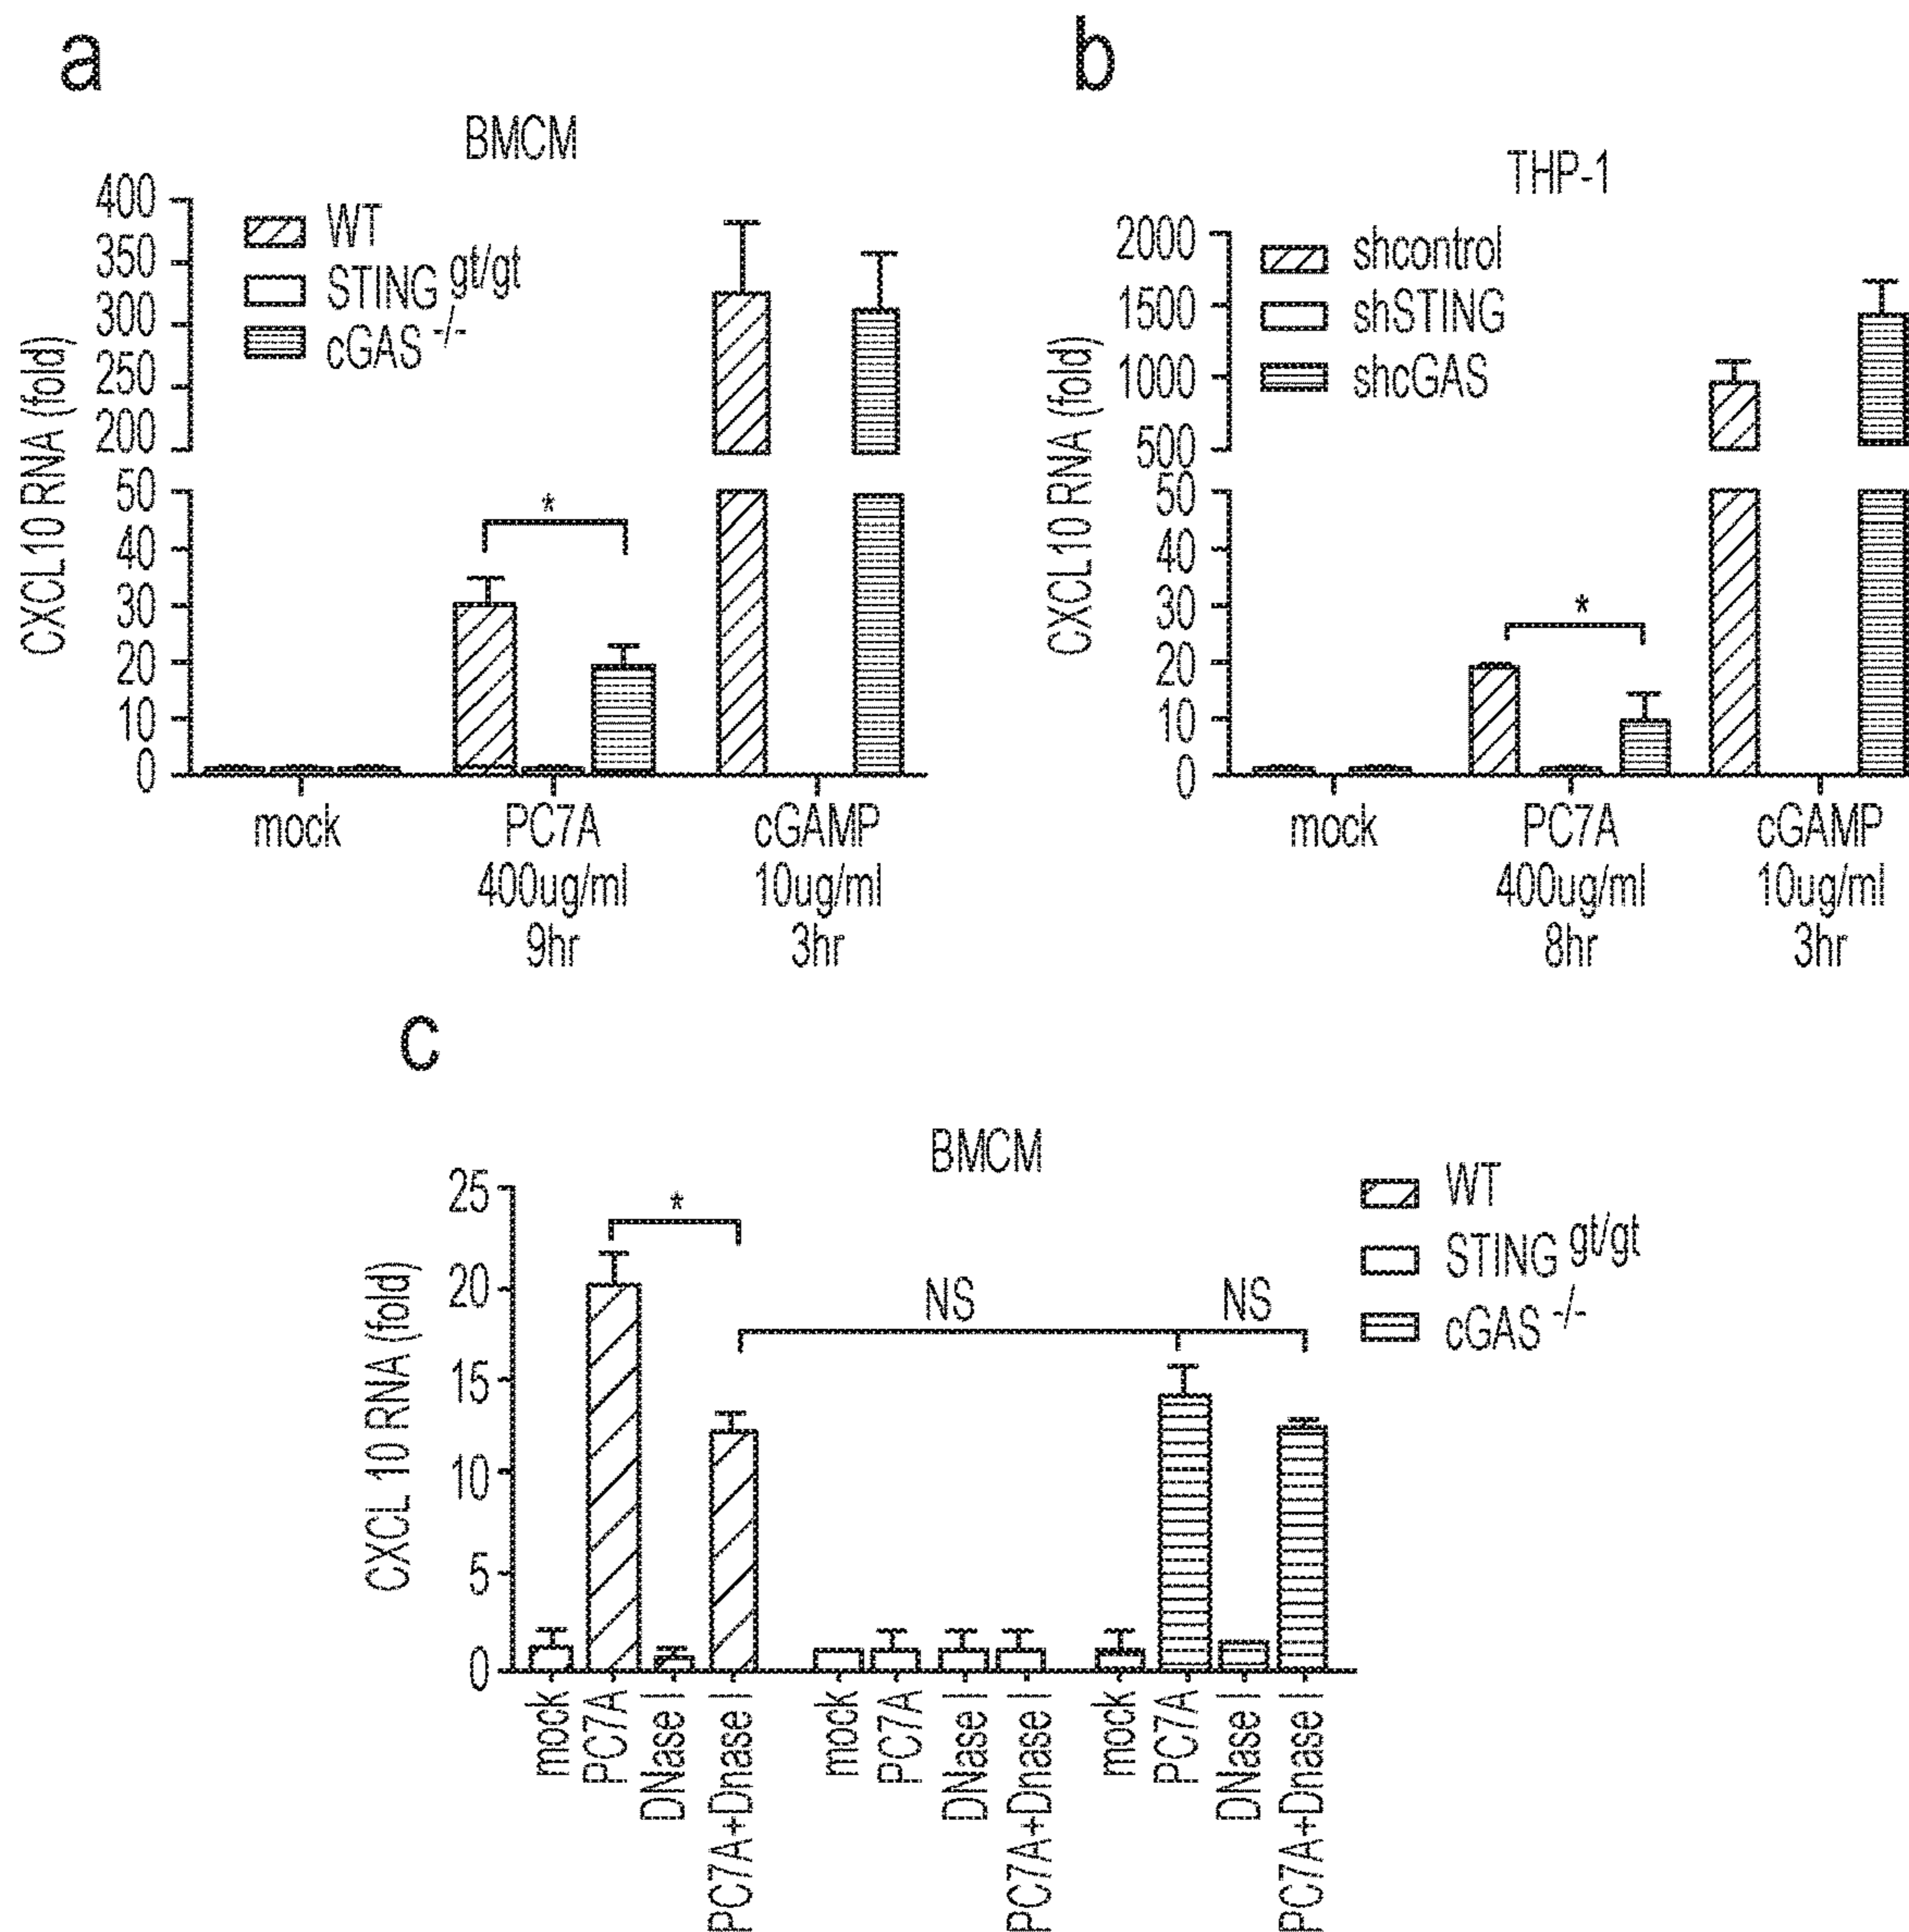 a
BMCM
CXCL10 RNA (fold)
400
350
300
250
200
50
40
30
20
10
0
WT
STING gt/gt
cGAS -/-
*
mock
PC7A
400ug/ml
9hr
cGAMP
10ug/ml
3hr
b
THP-1
CXCL10 RNA (fold)
2000
1500
1000
500
50
40
30
20
10
0
shcontrol
shSTING
shcGAS
*
mock
PC7A
400ug/ml
8hr
cGAMP
10ug/ml
3hr
c
BMCM
CXCL 10 RNA (fold)
25
20
15
10
5
0
*
NS
NS
WT
STING gt/gt
cGAS -/-
mock
PC7A
DNase I
PC7A+Dnase I
mock
PC7A
DNase I
PC7A+Dnase I
mock
PC7A
DNase I
PC7A+Dnase I